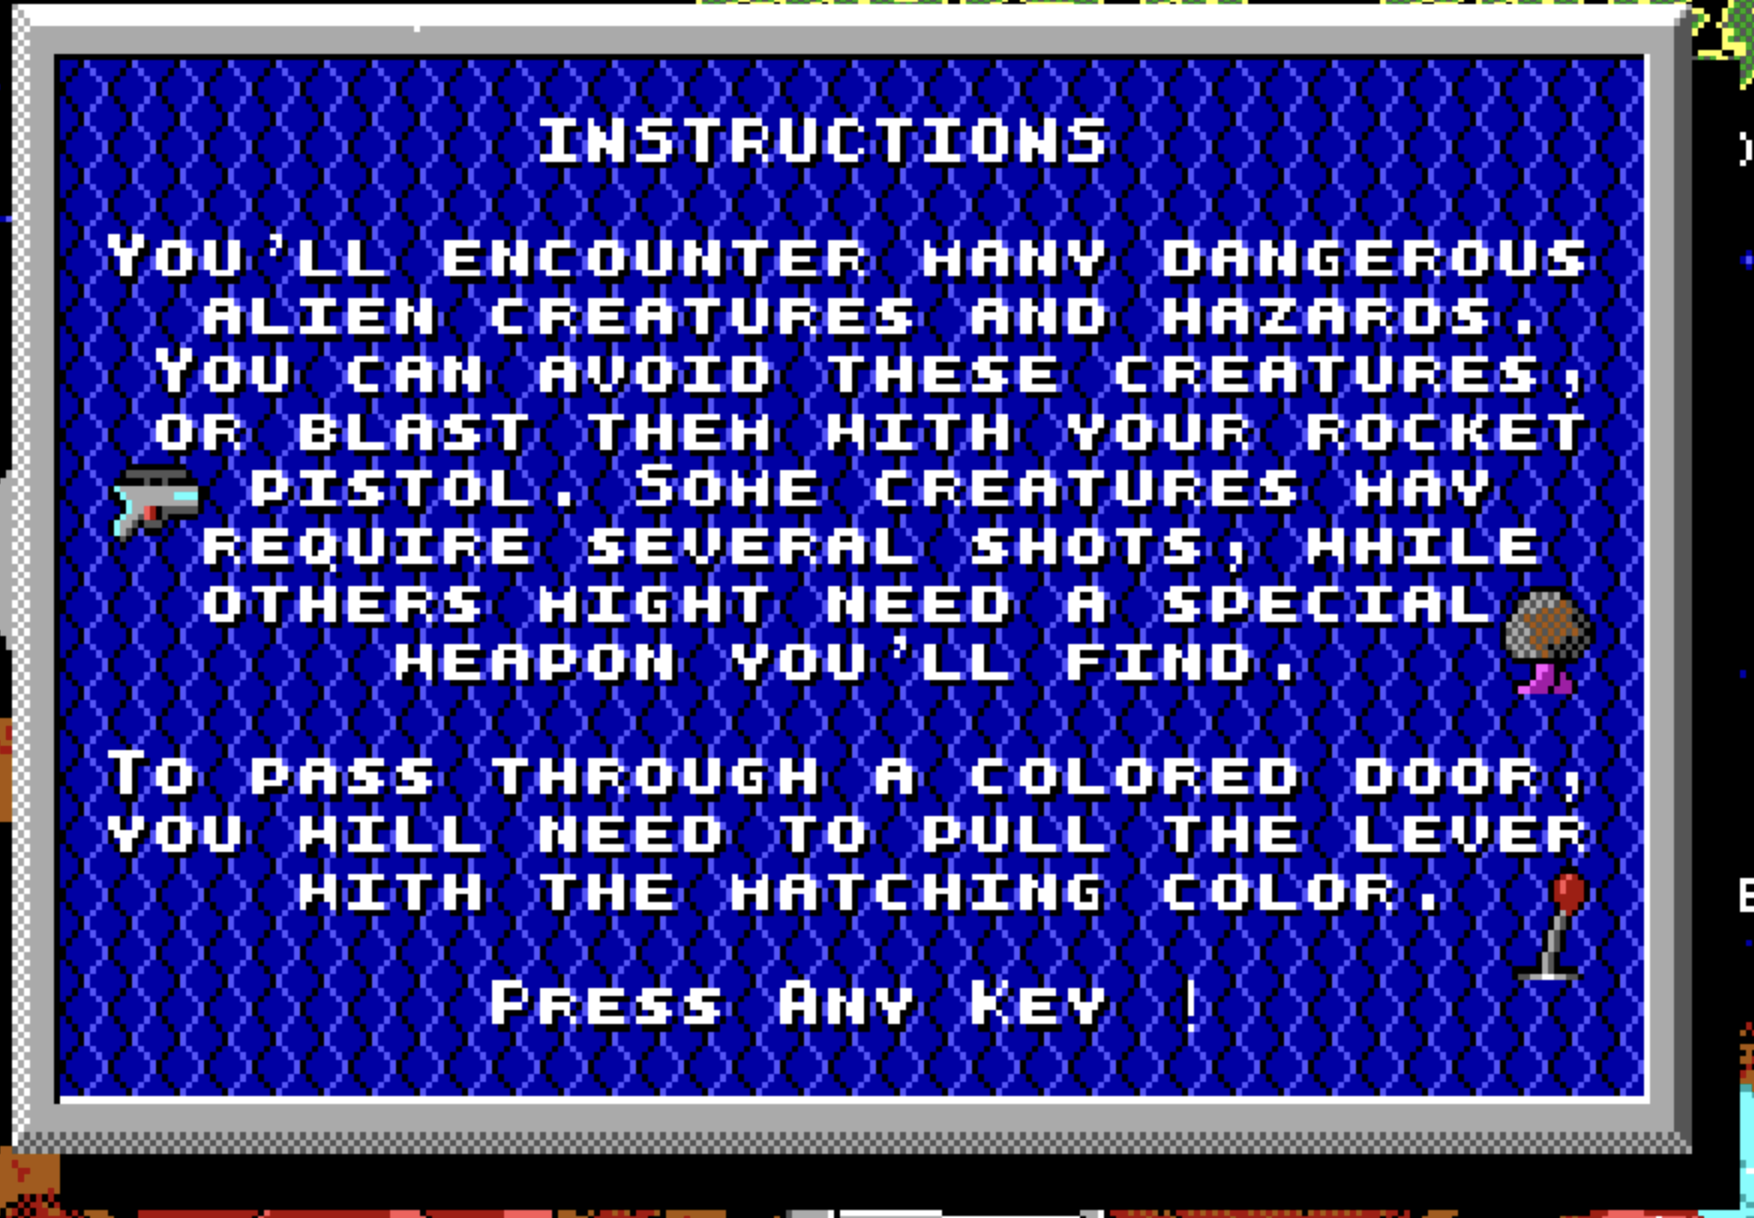 INSTRUCTIONS
You'll encounter many dangerous
alien creatures and hazards.
You can avoid these creatures,
or blast them with your rocket
pistol. Some creatures may
require several shots, while
others might need a special
weapon you'll find.
To pass through a colored door,
you will need to pull the lever
with the matching color.
Press Any Key !